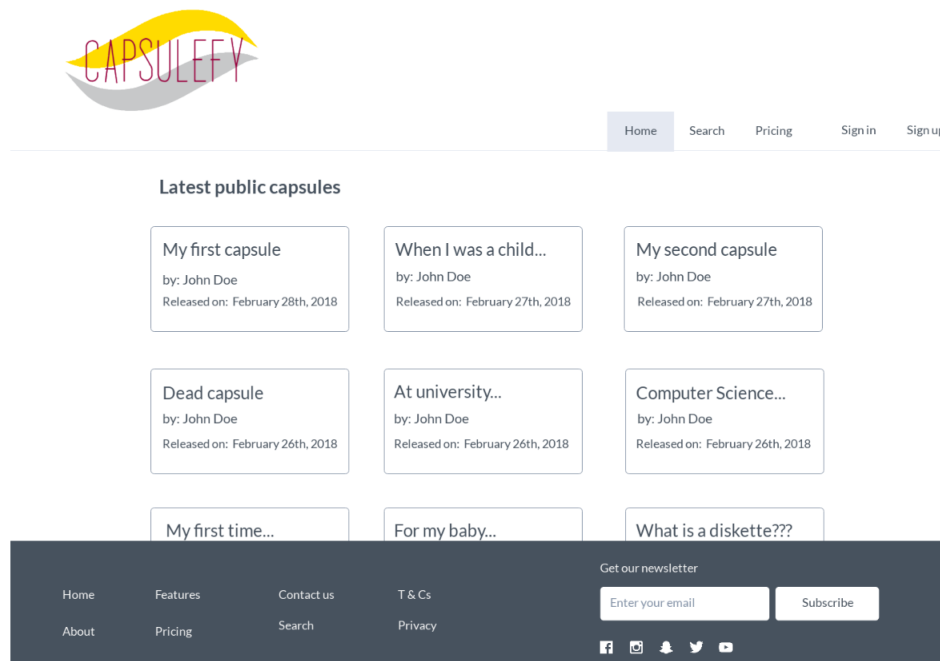 CAPSULEFY
Home Search Pricing Sign in Sign up
Latest public capsules
My first capsule
by: John Doe
Released on: February 28th, 2018
When I was a child...
by: John Doe
Released on: February 27th, 2018
My second capsule
by: John Doe
Released on: February 27th, 2018
Dead capsule
by: John Doe
Released on: February 26th, 2018
At university...
by: John Doe
Released on: February 26th, 2018
Computer Science...
by: John Doe
Released on: February 26th, 2018
My first time...
For my baby...
What is a diskette???
Home Features Contact us T & Cs
About Pricing Search Privacy
Get our newsletter
Enter your email Subscribe